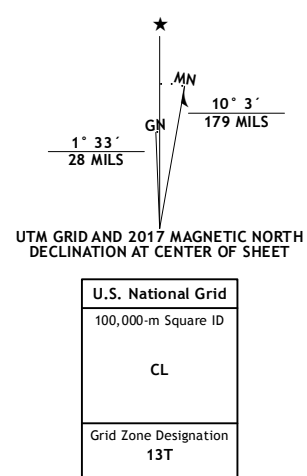 ★
MN
GN
10° 3´
179 MILS
1° 33´
28 MILS
UTM GRID AND 2017 MAGNETIC NORTH
DECLINATION AT CENTER OF SHEET
U.S. National Grid
100,000-m Square ID
CL
Grid Zone Designation
13T